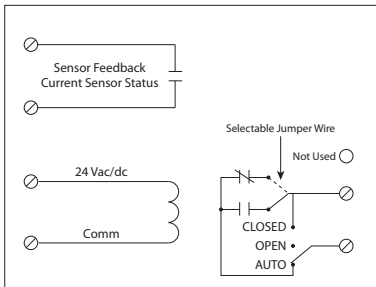 Sensor Feedback
Current Sensor Status
Selectable Jumper Wire
Not Used
24 Vac/dc
CLOSED
OPEN
Comm
AUTO